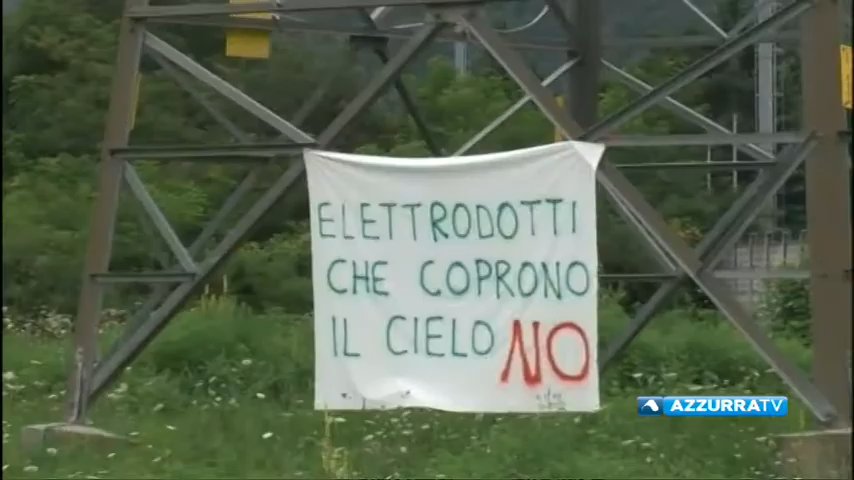 ELETTRODOTTI
CHE COPRONO
IL CIELO NO
AZZURRATV